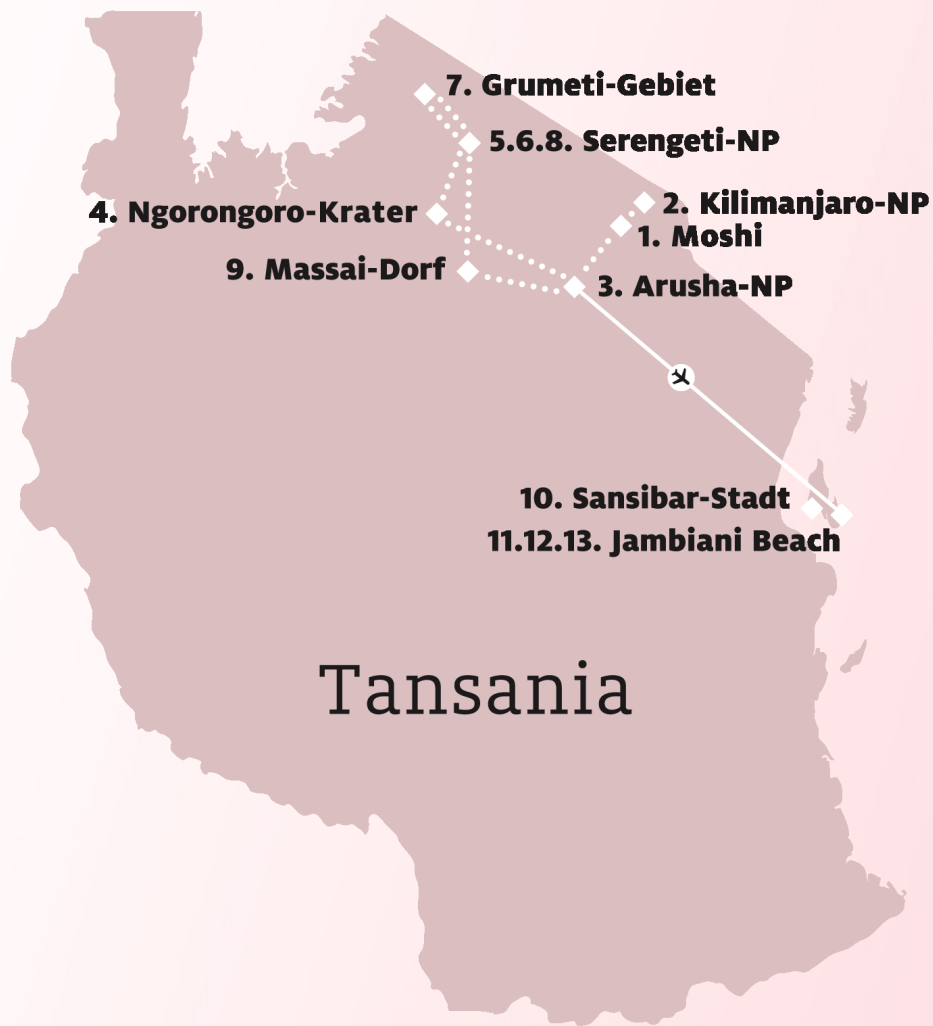 7. Grumeti-Gebiet
5.6.8. Serengeti-NP
2. Kilimanjaro-NP
4. Ngorongoro-Krater
1. Moshi
9. Massai-Dorf
3. Arusha-NP
10. Sansibar-Stadt
11.12.13. Jambiani Beach
Tansania